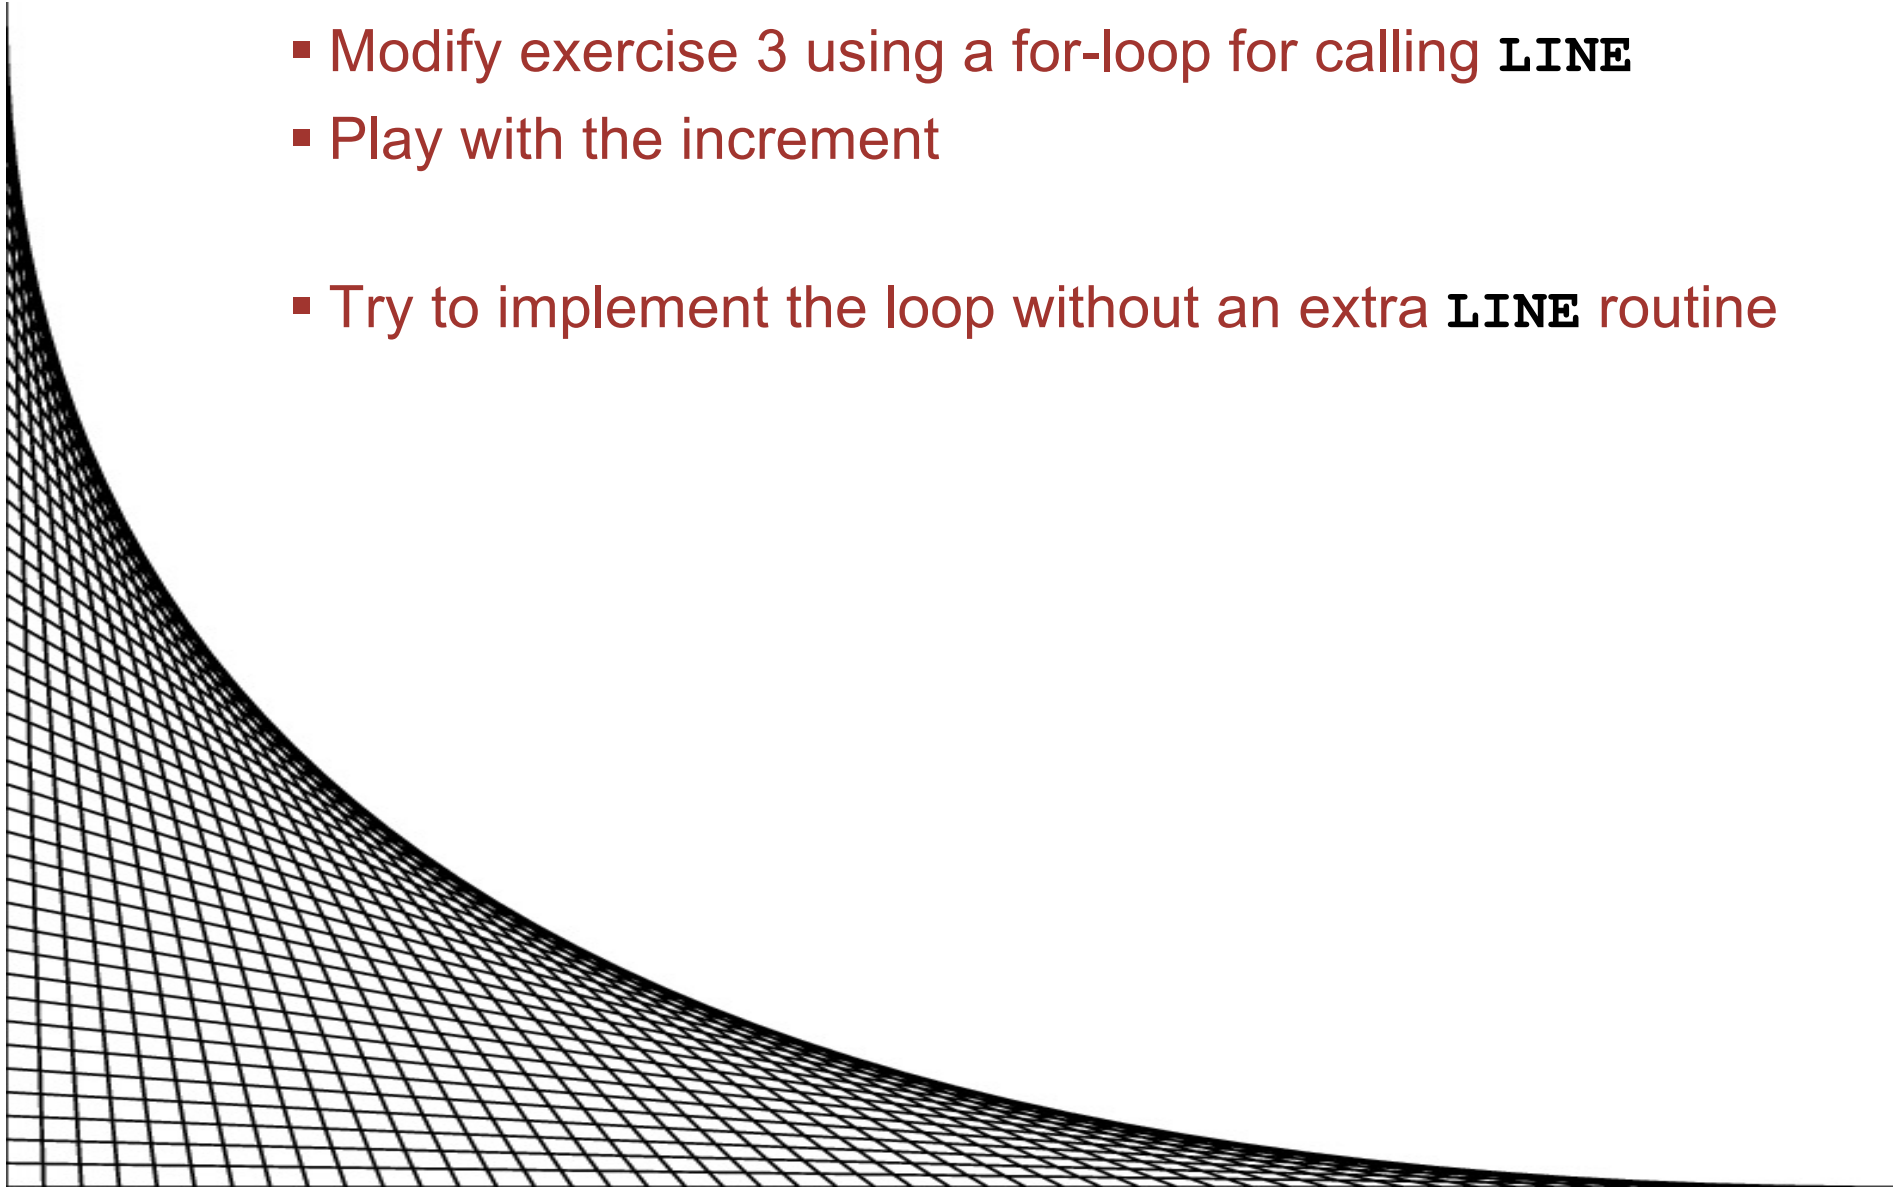 ▪ Modify exercise 3 using a for-loop for calling LINE
▪ Play with the increment
▪ Try to implement the loop without an extra LINE routine